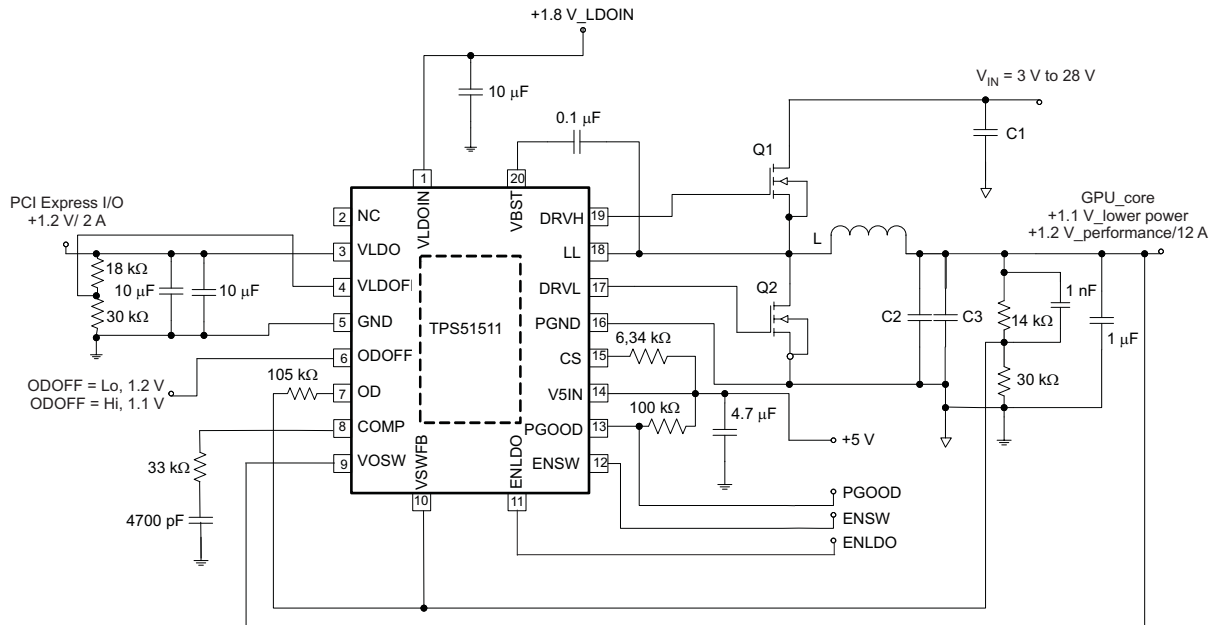 +1.8 V_LDOIN
10 μF
VIN = 3 V to 28 V
0.1 μF
C1
Q1
1
20
VLDOIN
VBST
PCI Express I/O
+1.2 V/ 2 A
GPU_core
+1.1 V_lower power
+1.2 V_performance/12 A
2
NC
DRVH
19
3
VLDO
LL
18
L
18 kΩ
10 μF
10 μF
30 kΩ
4
VLDOFI
DRVL
17
Q2
1 nF
5
GND
TPS51511
PGND
16
C2
C3
14 kΩ
1 μF
6
ODOFF
CS
15
6,34 kΩ
ODOFF = Lo, 1.2 V
ODOFF = Hi, 1.1 V
105 kΩ
7
OD
V5IN
14
30 kΩ
100 kΩ
4.7 μF
8
COMP
PGOOD
13
+5 V
33 kΩ
9
VOSW
VSWFB
ENLDO
ENSW
12
10
11
PGOOD
4700 pF
ENSW
ENLDO